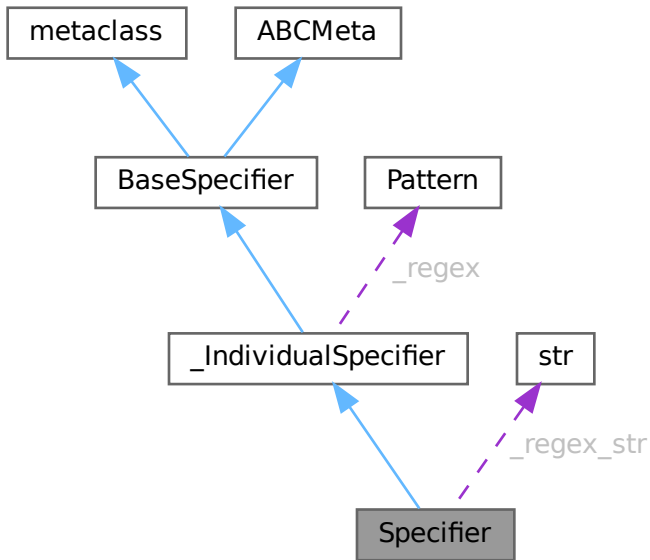 metaclass
ABCMeta
BaseSpecifier
Pattern
_regex
_IndividualSpecifier
str
_regex_str
Specifier